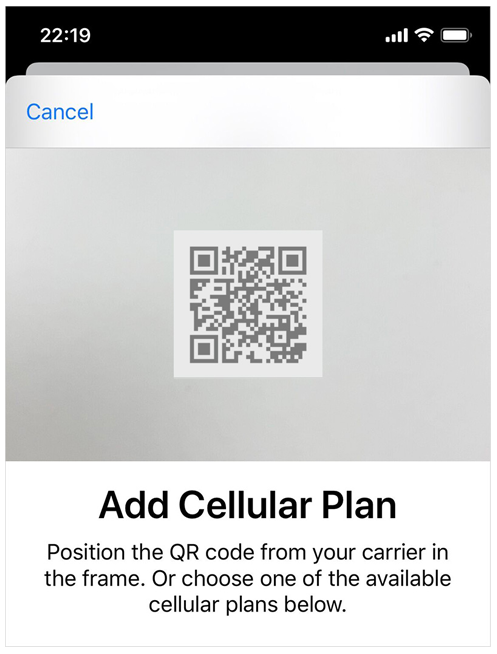 22:19
Cancel
Add Cellular Plan
Position the QR code from your carrier in
the frame. Or choose one of the available
cellular plans below.